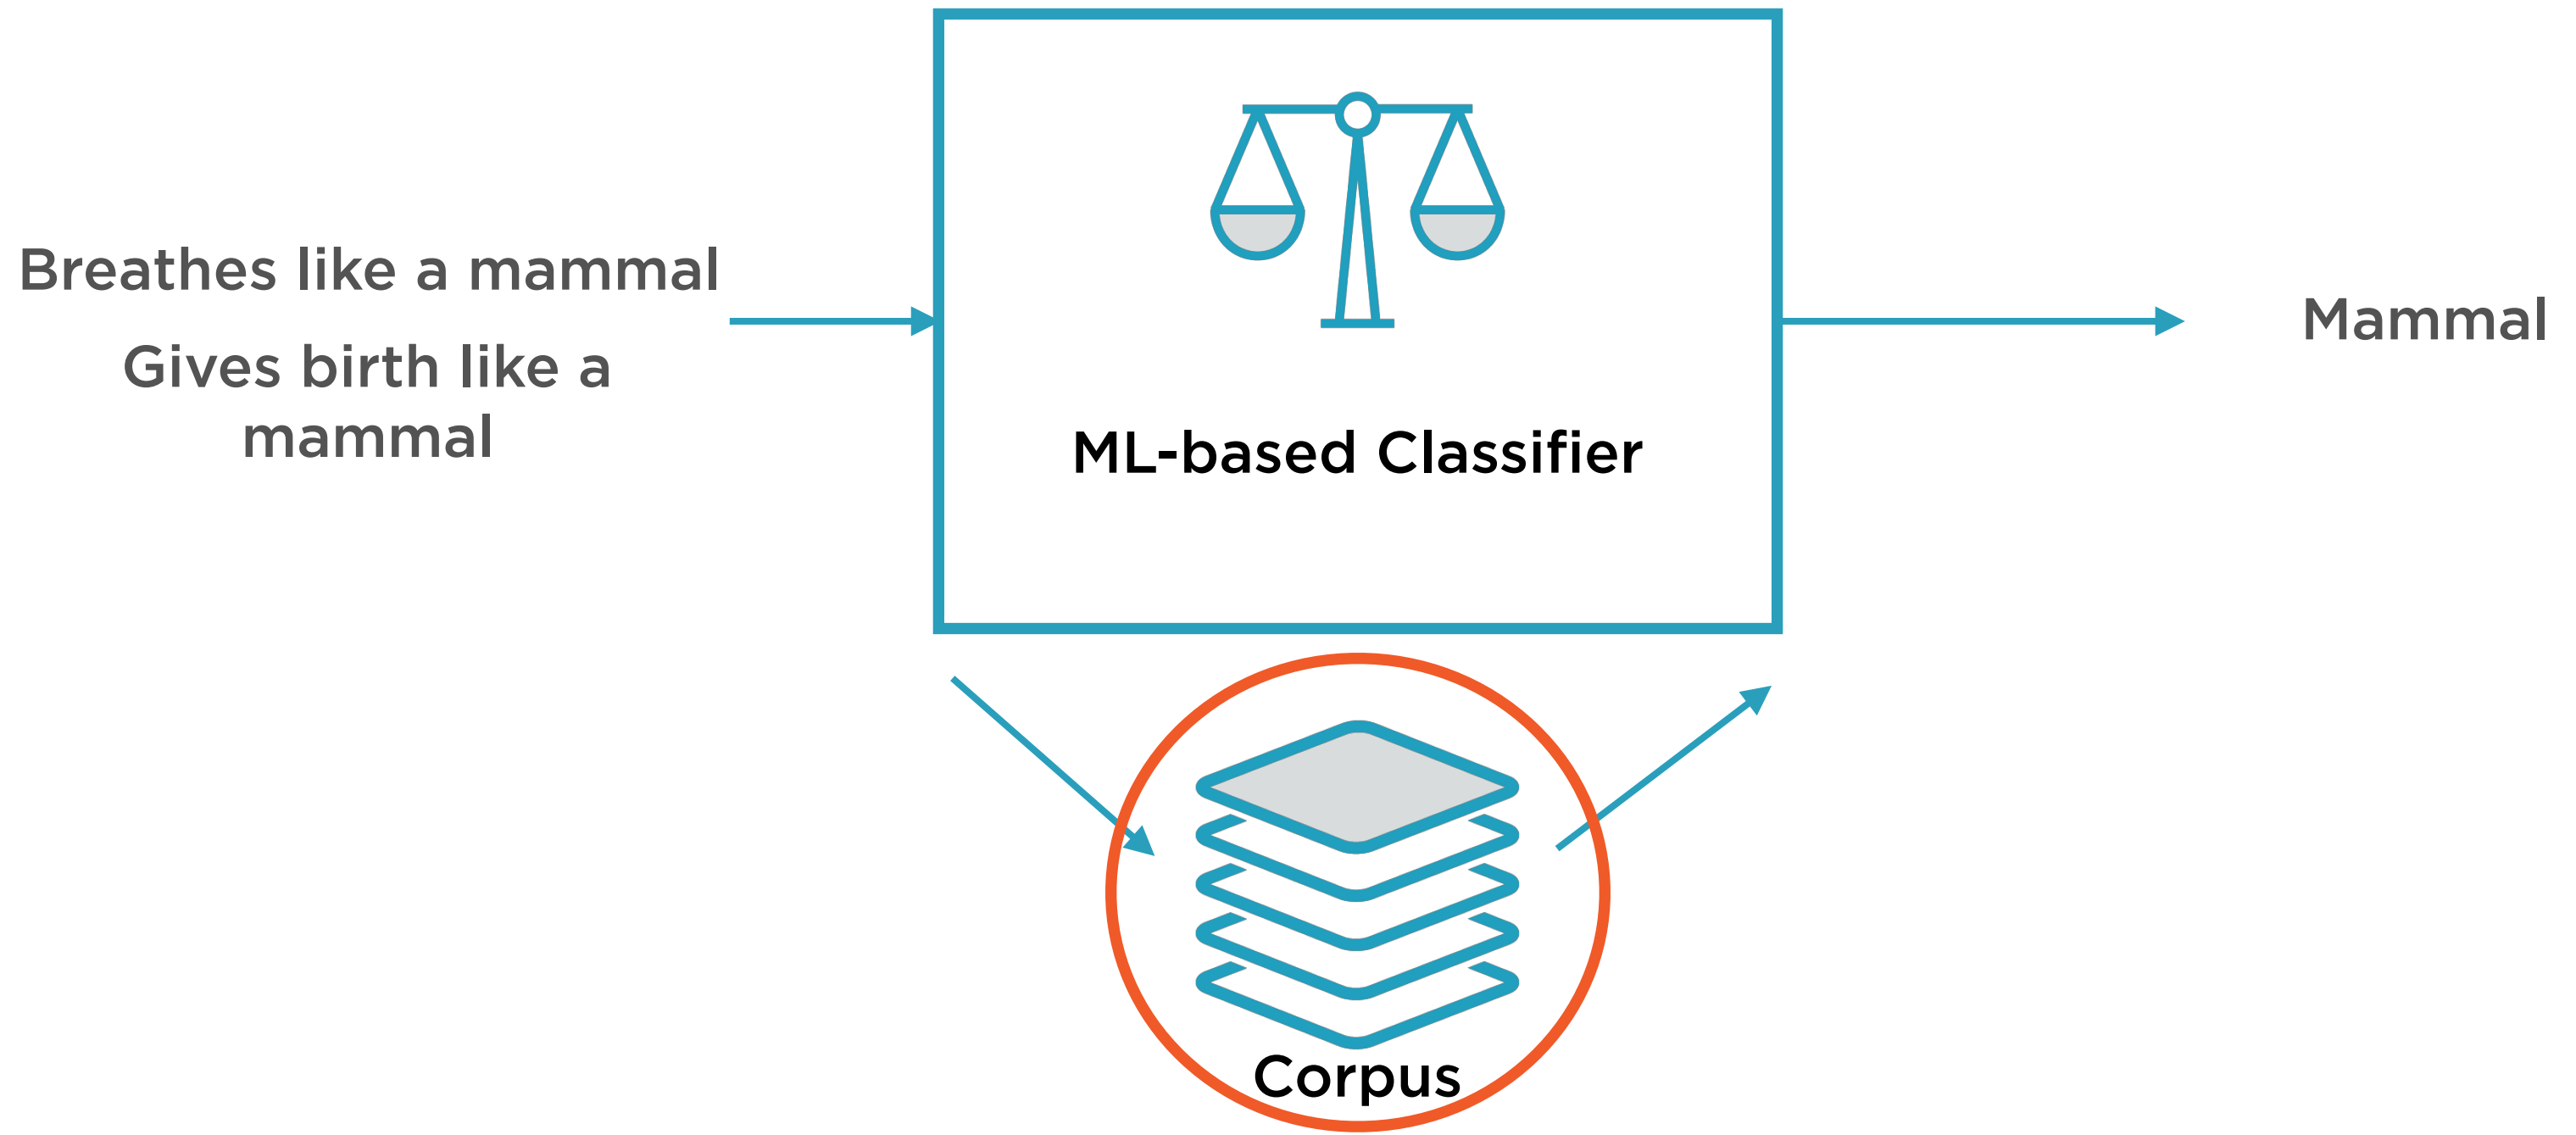 Breathes like a mammal
Gives birth like a
mammal
ML-based Classifier
Mammal
Corpus